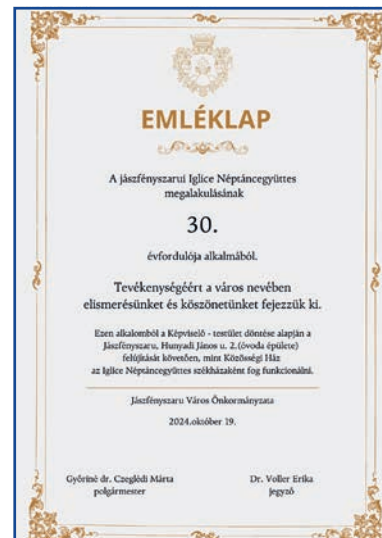 EMLÉKLAP
A jászfényszarui Iglice Néptáncegyüttes
megalakulásának
30.
évfordulója alkalmából.
Tevékenységéért a város nevében
elismerésünket és köszönetünket fejezzük ki.
Ezen alkalomból a Képviselő - testület döntése alapján a
Jászfényszaru, Hunyadi János u. 2.(óvoda épülete)
felújítását követően, mint Közösségi Ház
az Iglice Néptáncegyüttes székházaként fog funkcionálni.
Jászfényszaru Város Önkormányzata
2024.október 19.
Győriné dr. Czeglédi Márta
polgármester
Dr. Voller Erika
jegyző